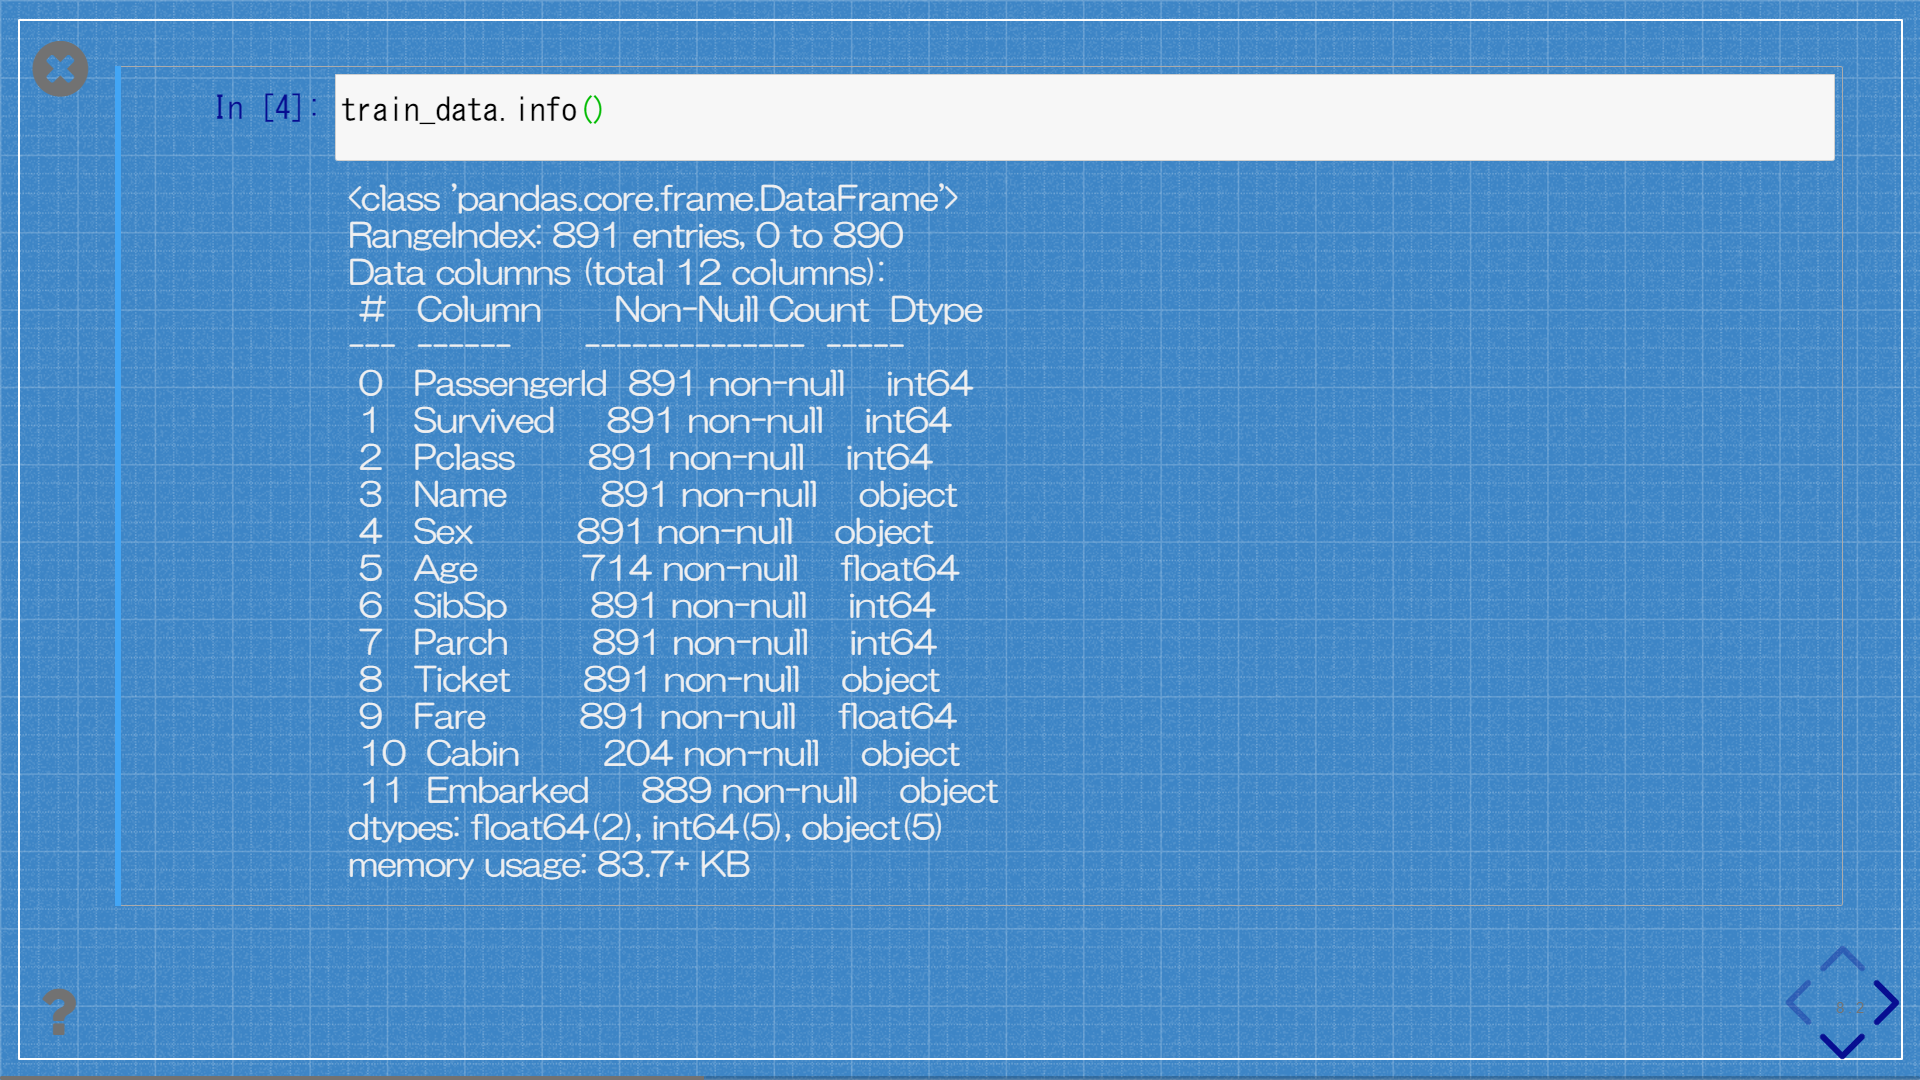 In [4]: train_data.info()
<class 'pandas.core.frame.DataFrame'>
RangeIndex: 891 entries, 0 to 890
Data columns (total 12 columns):
# Column Non-Null Count Dtype
--- ------ -------------- -----
0 PassengerId 891 non-null int64
1 Survived 891 non-null int64
2 Pclass 891 non-null int64
3 Name 891 non-null object
4 Sex 891 non-null object
5 Age 714 non-null float64
6 SibSp 891 non-null int64
7 Parch 891 non-null int64
8 Ticket 891 non-null object
9 Fare 891 non-null float64
10 Cabin 204 non-null object
11 Embarked 889 non-null object
dtypes: float64(2), int64(5), object(5)
memory usage: 83.7+ KB
?